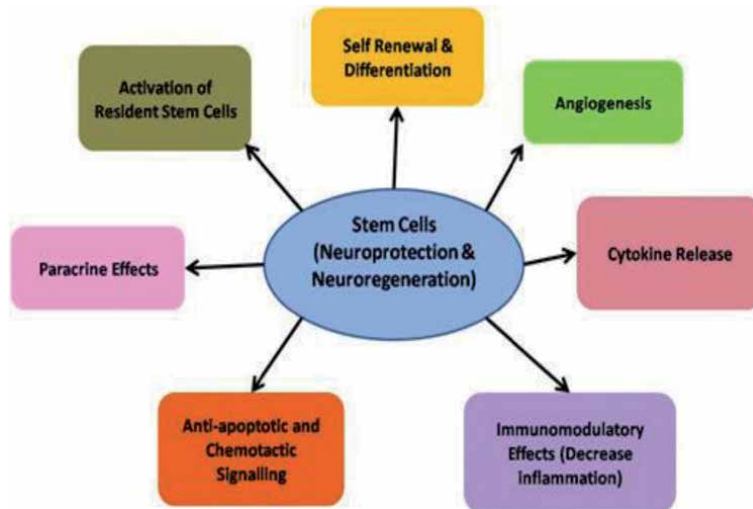 Self Renewal &
Differentiation
Activation of
Resident Stem Cells
Angiogenesis
Stem Cells
(Neuroprotection &
Neuroregeneration)
Paracrine Effects
Cytokine Release
Anti-apoptotic and
Chemotactic
Signalling
Immunomodulatory
Effects (Decrease
inflammation)